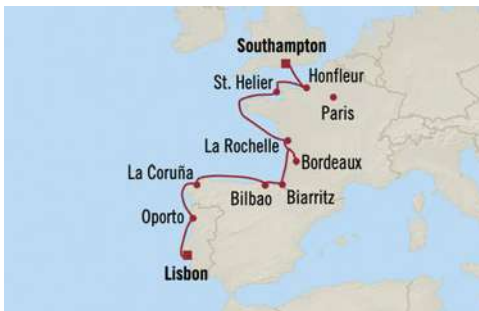 Southampton
St. Helier
Honfleur
Paris
La Rochelle
Bordeaux
La Coruña
Bilbao
Biarritz
Oporto
Lisbon